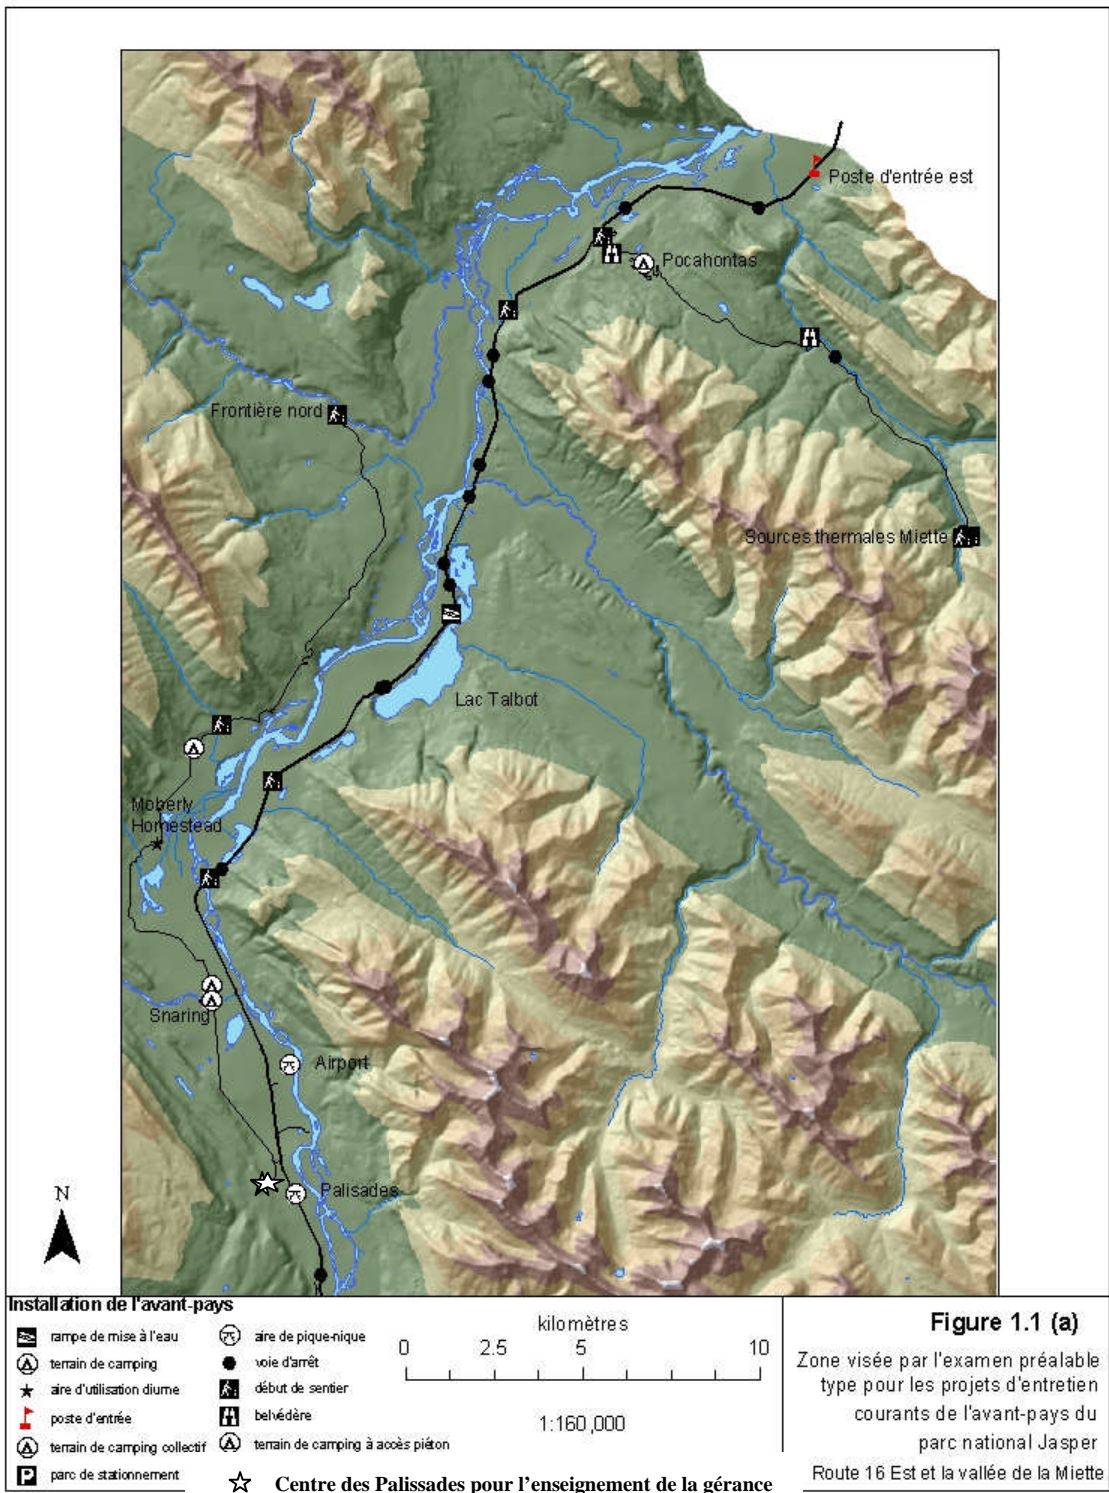 Poste d'entrée est
Pocahontas
Frontière nord
Sources thermales Miette
Lac Talbot
Moberly
Homestead
Snaring
Airport
Palisades
N
Installation de l'avant-pays
rampe de mise à l'eau
terrain de camping
aire d'utilisation diurne
poste d'entrée
terrain de camping collectif
P parc de stationnement
aire de pique-nique
voie d'arrêt
début de sentier
belvédère
terrain de camping à accès piéton
kilomètres
0 2.5 5 10
1:160,000
Centre des Palissades pour l'enseignement de la gérance
Figure 1.1 (a)
Zone visée par l'examen préalable
type pour les projets d'entretien
courants de l'avant-pays du
parc national Jasper
Route 16 Est et la vallée de la Miette